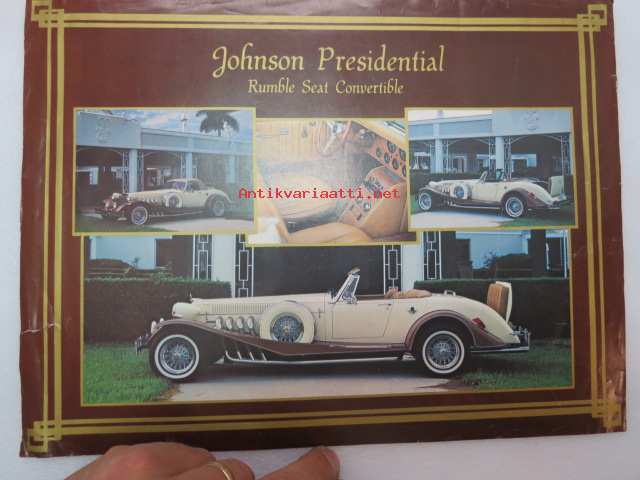 Johnson Presidential
Rumble Seat Convertible
Antikvariaatti.net